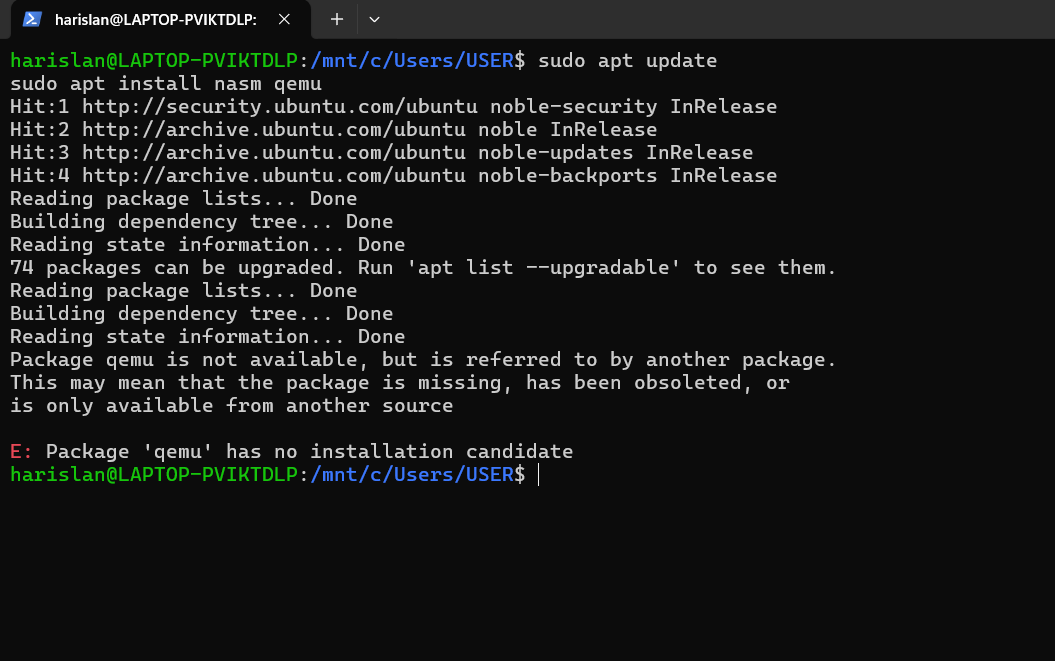 harislan@LAPTOP-PVIKTDLP:
harislan@LAPTOP-PVIKTDLP:/mnt/c/Users/USER$ sudo apt update
sudo apt install nasm qemu
Hit:1 http://security.ubuntu.com/ubuntu noble-security InRelease
Hit:2 http://archive.ubuntu.com/ubuntu noble InRelease
Hit:3 http://archive.ubuntu.com/ubuntu noble-updates InRelease
Hit:4 http://archive.ubuntu.com/ubuntu noble-backports InRelease
Reading package lists... Done
Building dependency tree... Done
Reading state information... Done
74 packages can be upgraded. Run 'apt list --upgradable' to see them.
Reading package lists... Done
Building dependency tree... Done
Reading state information... Done
Package qemu is not available, but is referred to by another package.
This may mean that the package is missing, has been obsoleted, or
is only available from another source
E: Package 'qemu' has no installation candidate
harislan@LAPTOP-PVIKTDLP:/mnt/c/Users/USER$